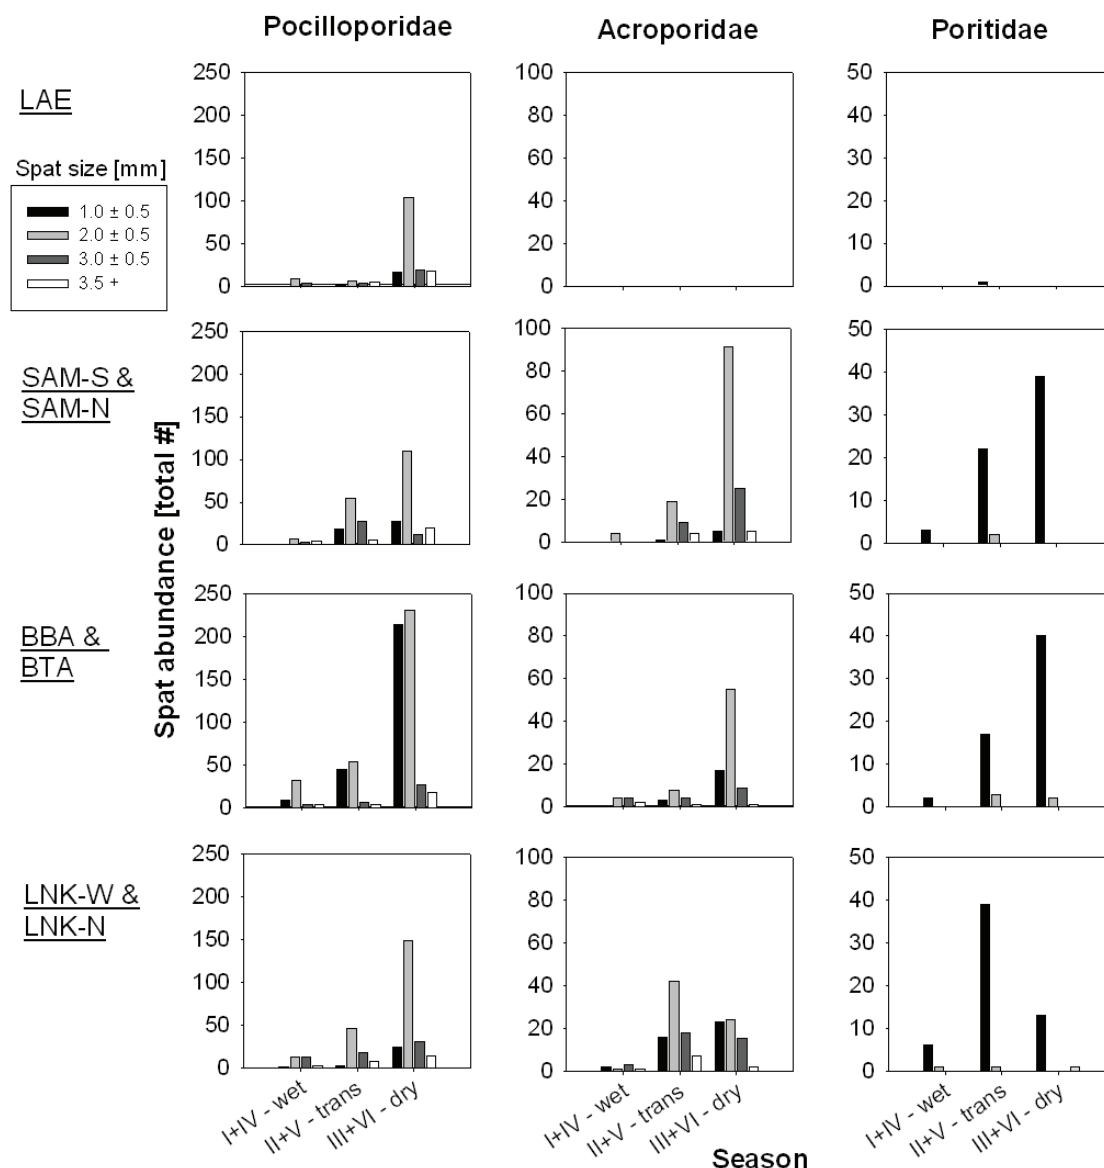 Pocilloporidae Acroporidae Poritidae
LAE
Spat size [mm]
1.0 ± 0.5
2.0 ± 0.5
3.0 ± 0.5
3.5 +
250 100 50
200 80 40
150 60 30
100 40 20
50 20 10
0 0 0
SAM-S &
SAM-N
250 100 50
200 80 40
150 60 30
100 40 20
50 20 10
0 0 0
Spat abundance [total #]
BBA &
BTA
250 100 50
200 80 40
150 60 30
100 40 20
50 20 10
0 0 0
LNK-W &
LNK-N
250 100 50
200 80 40
150 60 30
100 40 20
50 20 10
0 0 0
I+IV - wet II+V - trans III+VI - dry I+IV - wet II+V - trans III+VI - dry I+IV - wet II+V - trans III+VI - dry
Season